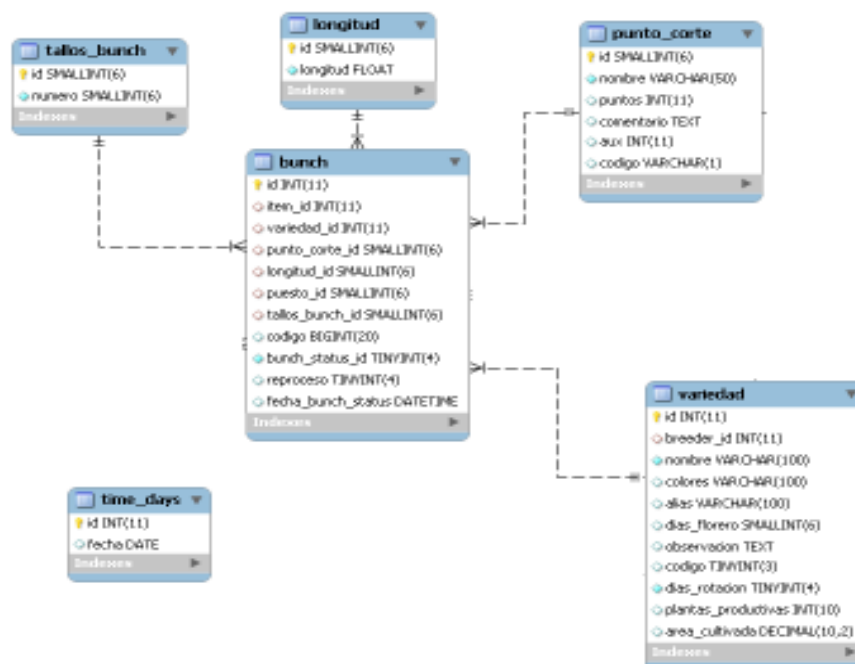 tallos_bunch
id SMALLINT(6)
numero SMALLINT(6)
Indexes
longitud
id SMALLINT(6)
longitud FLOAT
Indexes
punto_corte
id SMALLINT(6)
nombre VARCHAR(50)
puntos INT(11)
comentario TEXT
aux INT(11)
codigo VARCHAR(1)
Indexes
bunch
id INT(11)
item_id INT(11)
variedad_id INT(11)
punto_corte_id SMALLINT(6)
longitud_id SMALLINT(6)
puesto_id SMALLINT(6)
tallos_bunch_id SMALLINT(6)
codigo BIGINT(20)
bunch_status_id TINYINT(4)
reproceso TINYINT(4)
fecha_bunch_status DATETIME
Indexes
time_days
id INT(11)
fecha DATE
Indexes
variedad
id INT(11)
breeder_id INT(11)
nombre VARCHAR(100)
colores VARCHAR(100)
alias VARCHAR(100)
dias_florero SMALLINT(6)
observacion TEXT
codigo TINYINT(3)
dias_rotacion TINYINT(4)
plantas_productivas INT(10)
area_cultivada DECIMAL(10,2)
Indexes